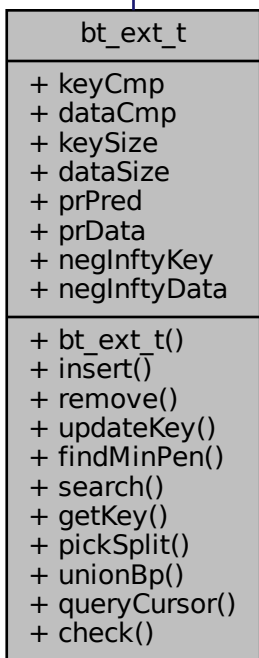 bt_ext_t
+ keyCmp
+ dataCmp
+ keySize
+ dataSize
+ prPred
+ prData
+ negInftyKey
+ negInftyData
+ bt_ext_t()
+ insert()
+ remove()
+ updateKey()
+ findMinPen()
+ search()
+ getKey()
+ pickSplit()
+ unionBp()
+ queryCursor()
+ check()